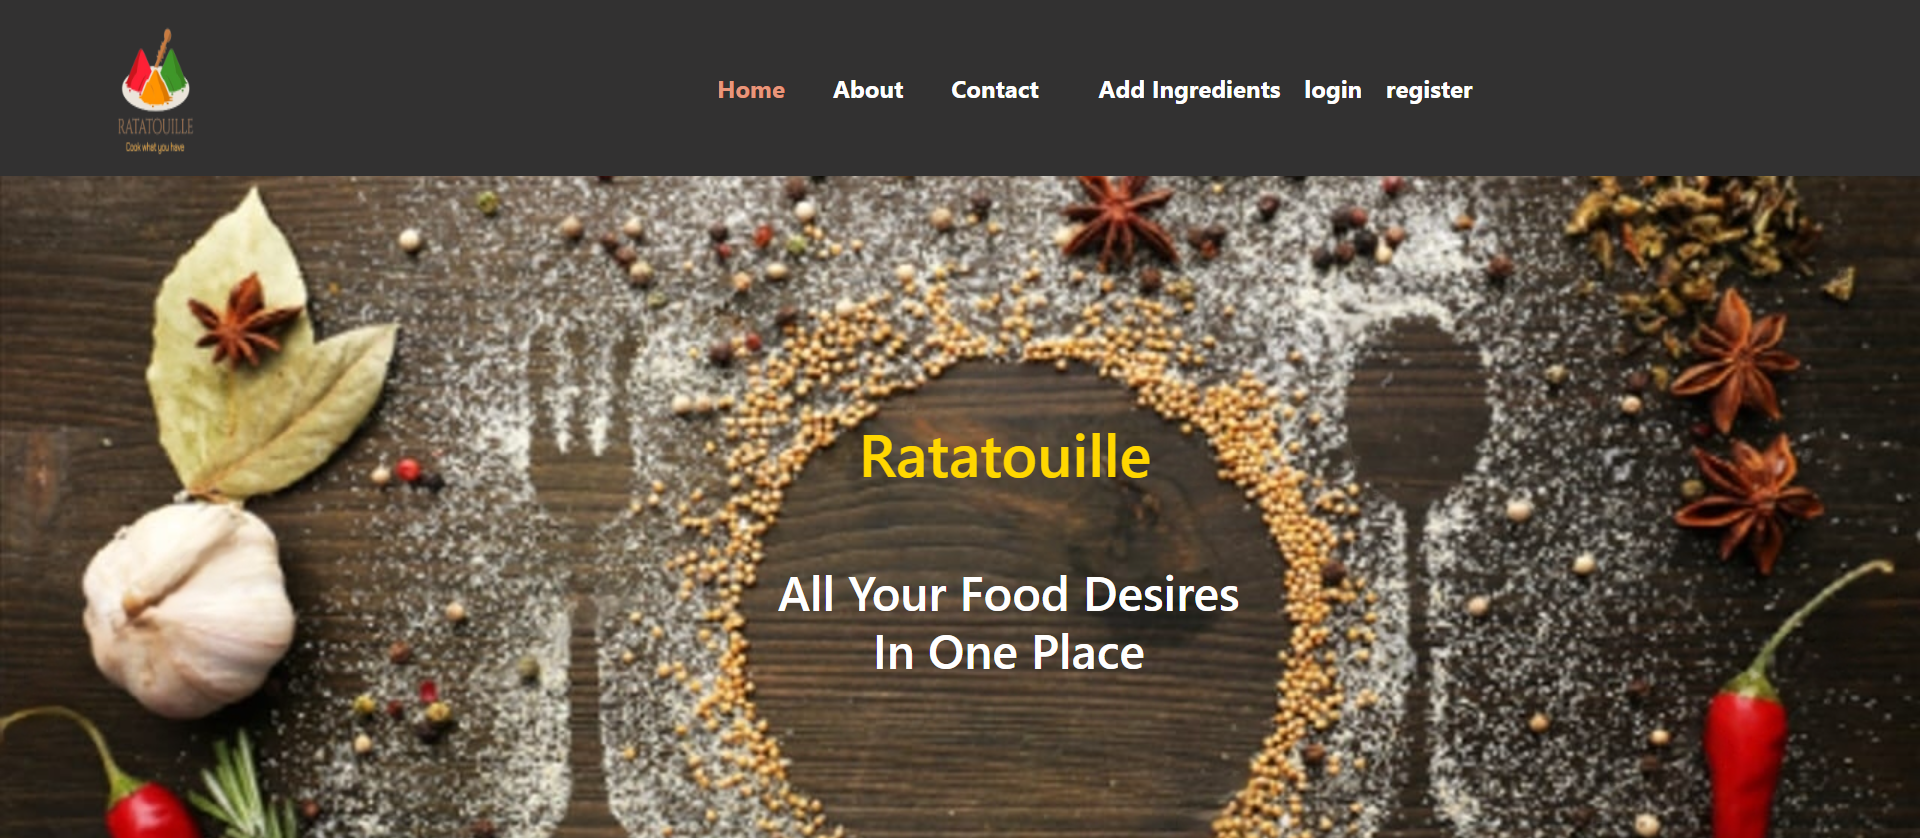 RATATOUILLE
Cook what you have
Home About Contact Add Ingredients login register
Ratatouille
All Your Food Desires
In One Place